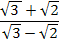 √3 + √2
√3 − √2